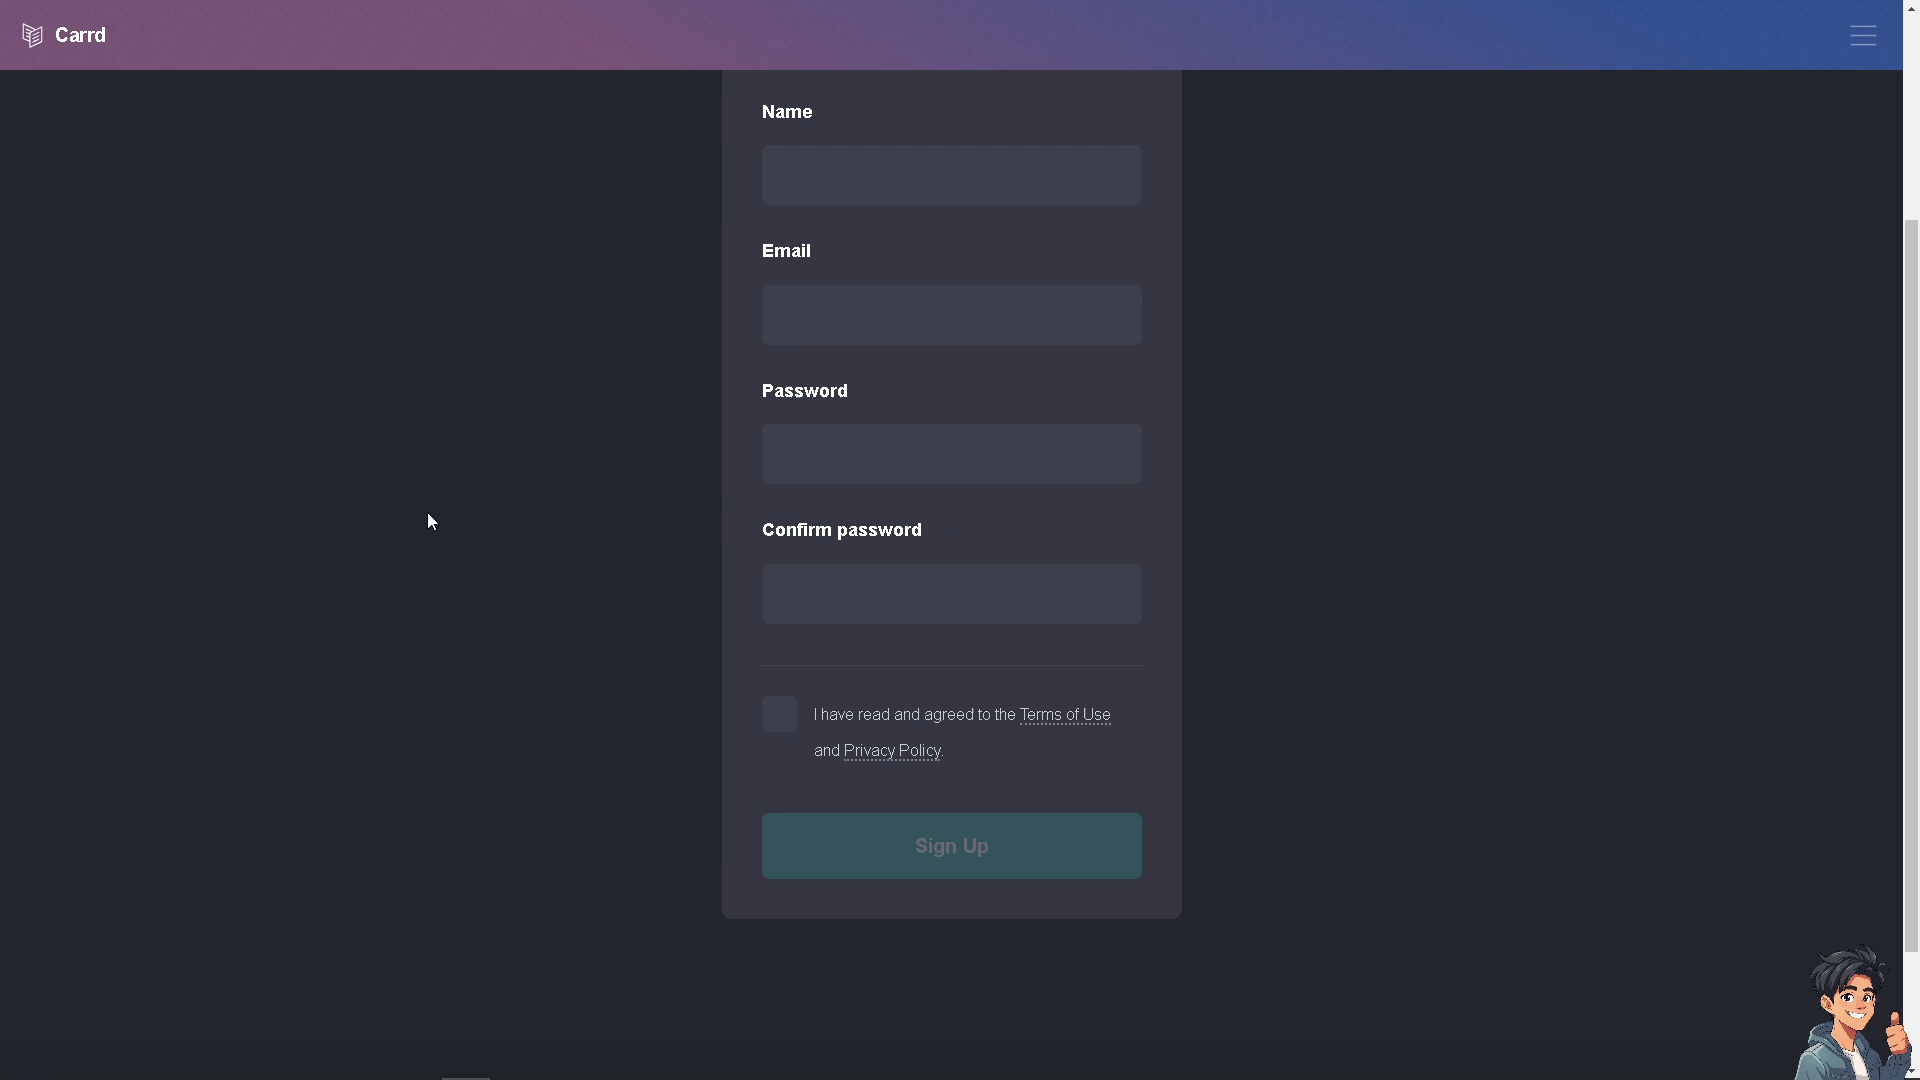 Carrd
Name
Email
Password
Confirm password
I have read and agreed to the Terms of Use
and Privacy Policy.
Sign Up